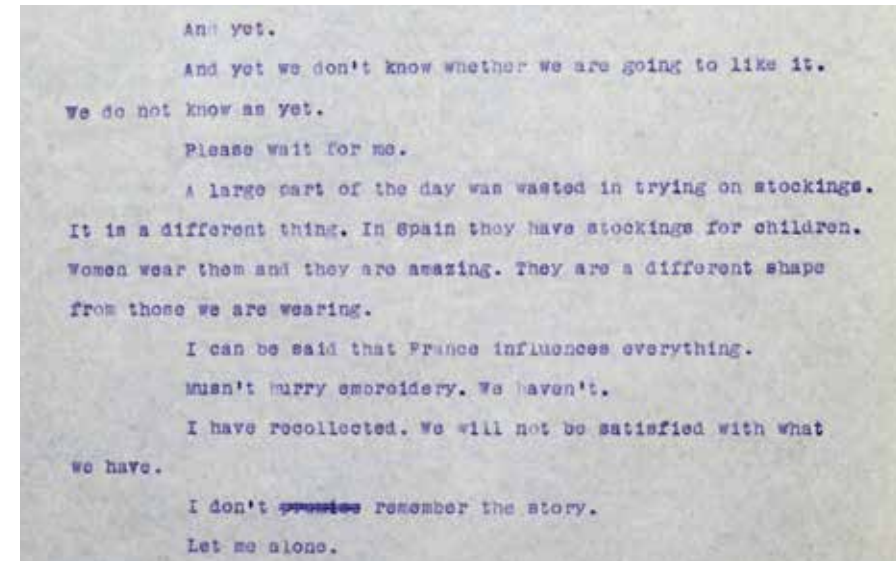 And yet.
And yet we don't know whether we are going to like it.
We do not know as yet.
Please wait for me.
A large part of the day was wasted in trying on stockings.
It is a different thing. In Spain they have stockings for children.
Women wear them and they are amazing. They are a different shape
from those we are wearing.
I can be said that France influences everything.
Musn't hurry embroidery. We haven't.
I have recollected. We will not be satisfied with what
we have.
I don't promise remember the story.
Let me alone.